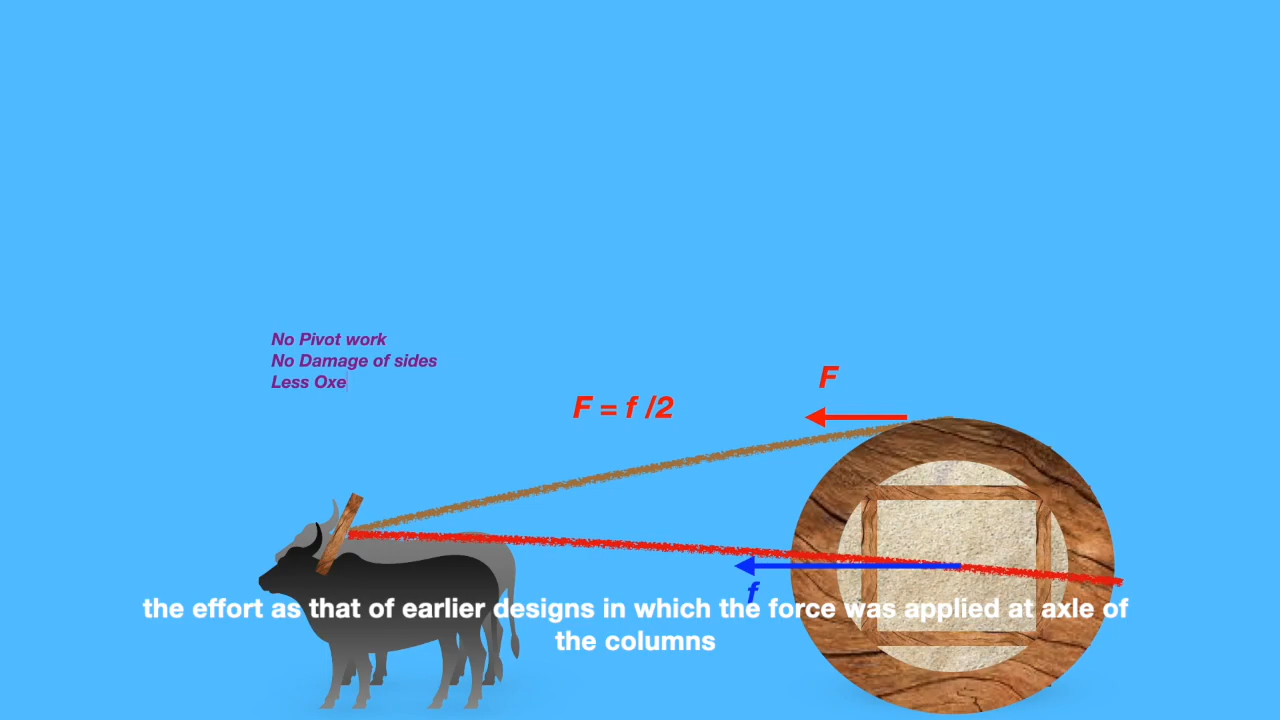 No Pivot work
No Damage of sides
Less Oxe
F
F = f /2
f
the effort as that of earlier designs in which the force was applied at axle of
the columns